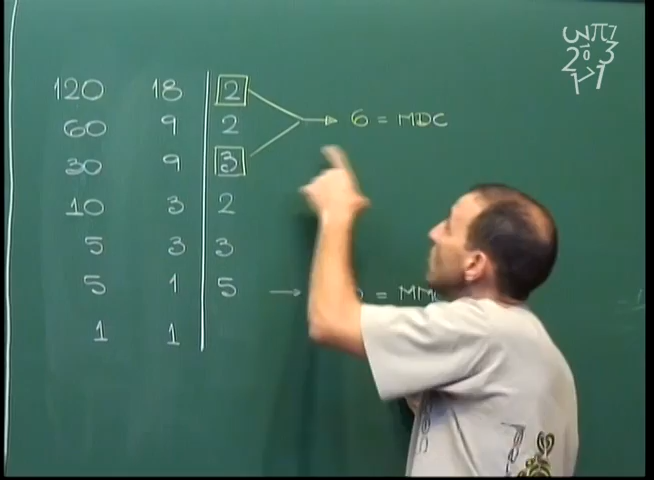 120 18 2
60 9 2
30 9 3
10 3 2
5 3 3
5 1 5
1 1
→ 6 = MDC
→ = MM